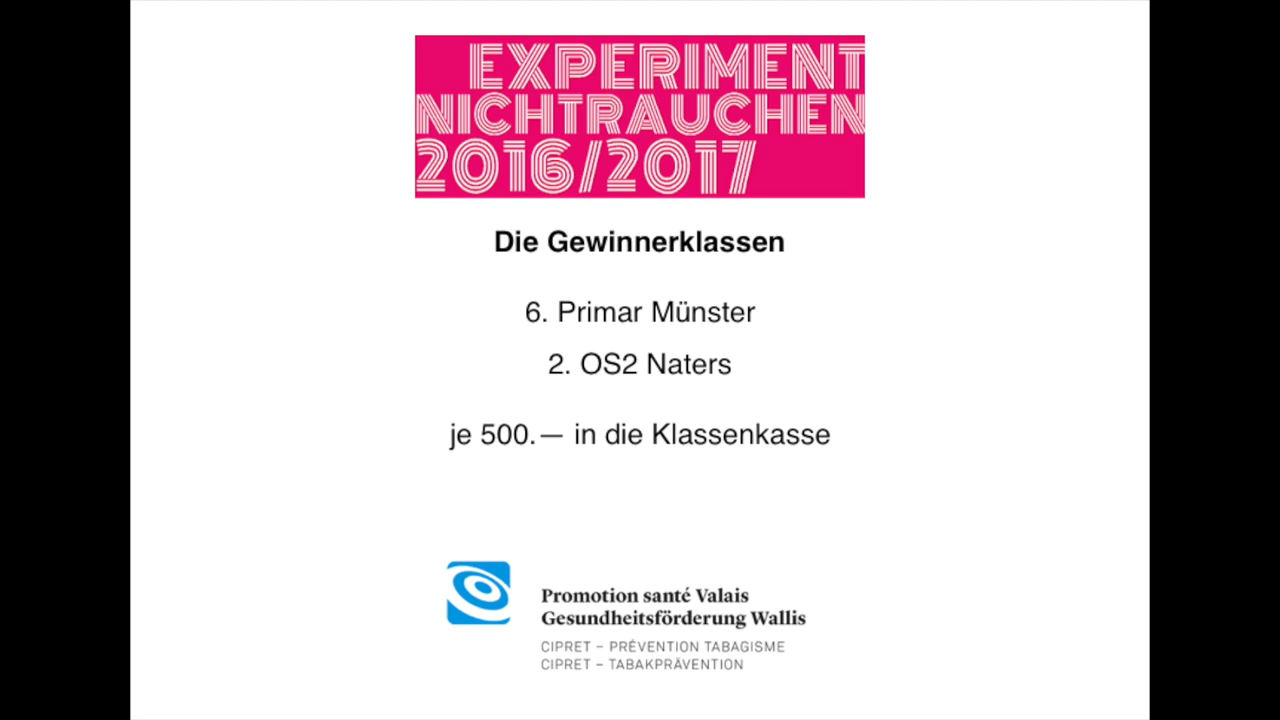 EXPERIMENT
NICHTRAUCHEN
2016/2017
Die Gewinnerklassen
6. Primar Münster
2. OS2 Naters
je 500.— in die Klassenkasse
Promotion santé Valais
Gesundheitsförderung Wallis
CIPRET – PRÉVENTION TABAGISME
CIPRET – TABAKPRÄVENTION